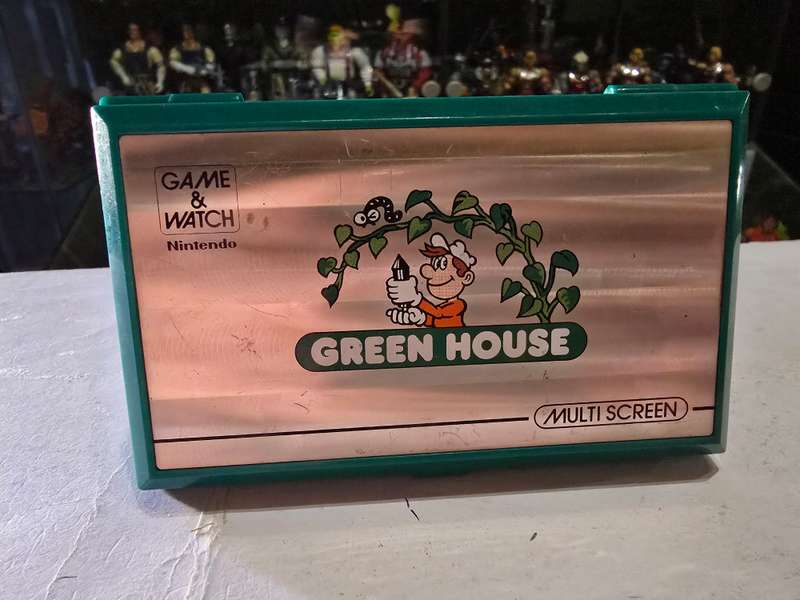 GAME
&
WATCH
Nintendo
GREEN HOUSE
MULTI SCREEN